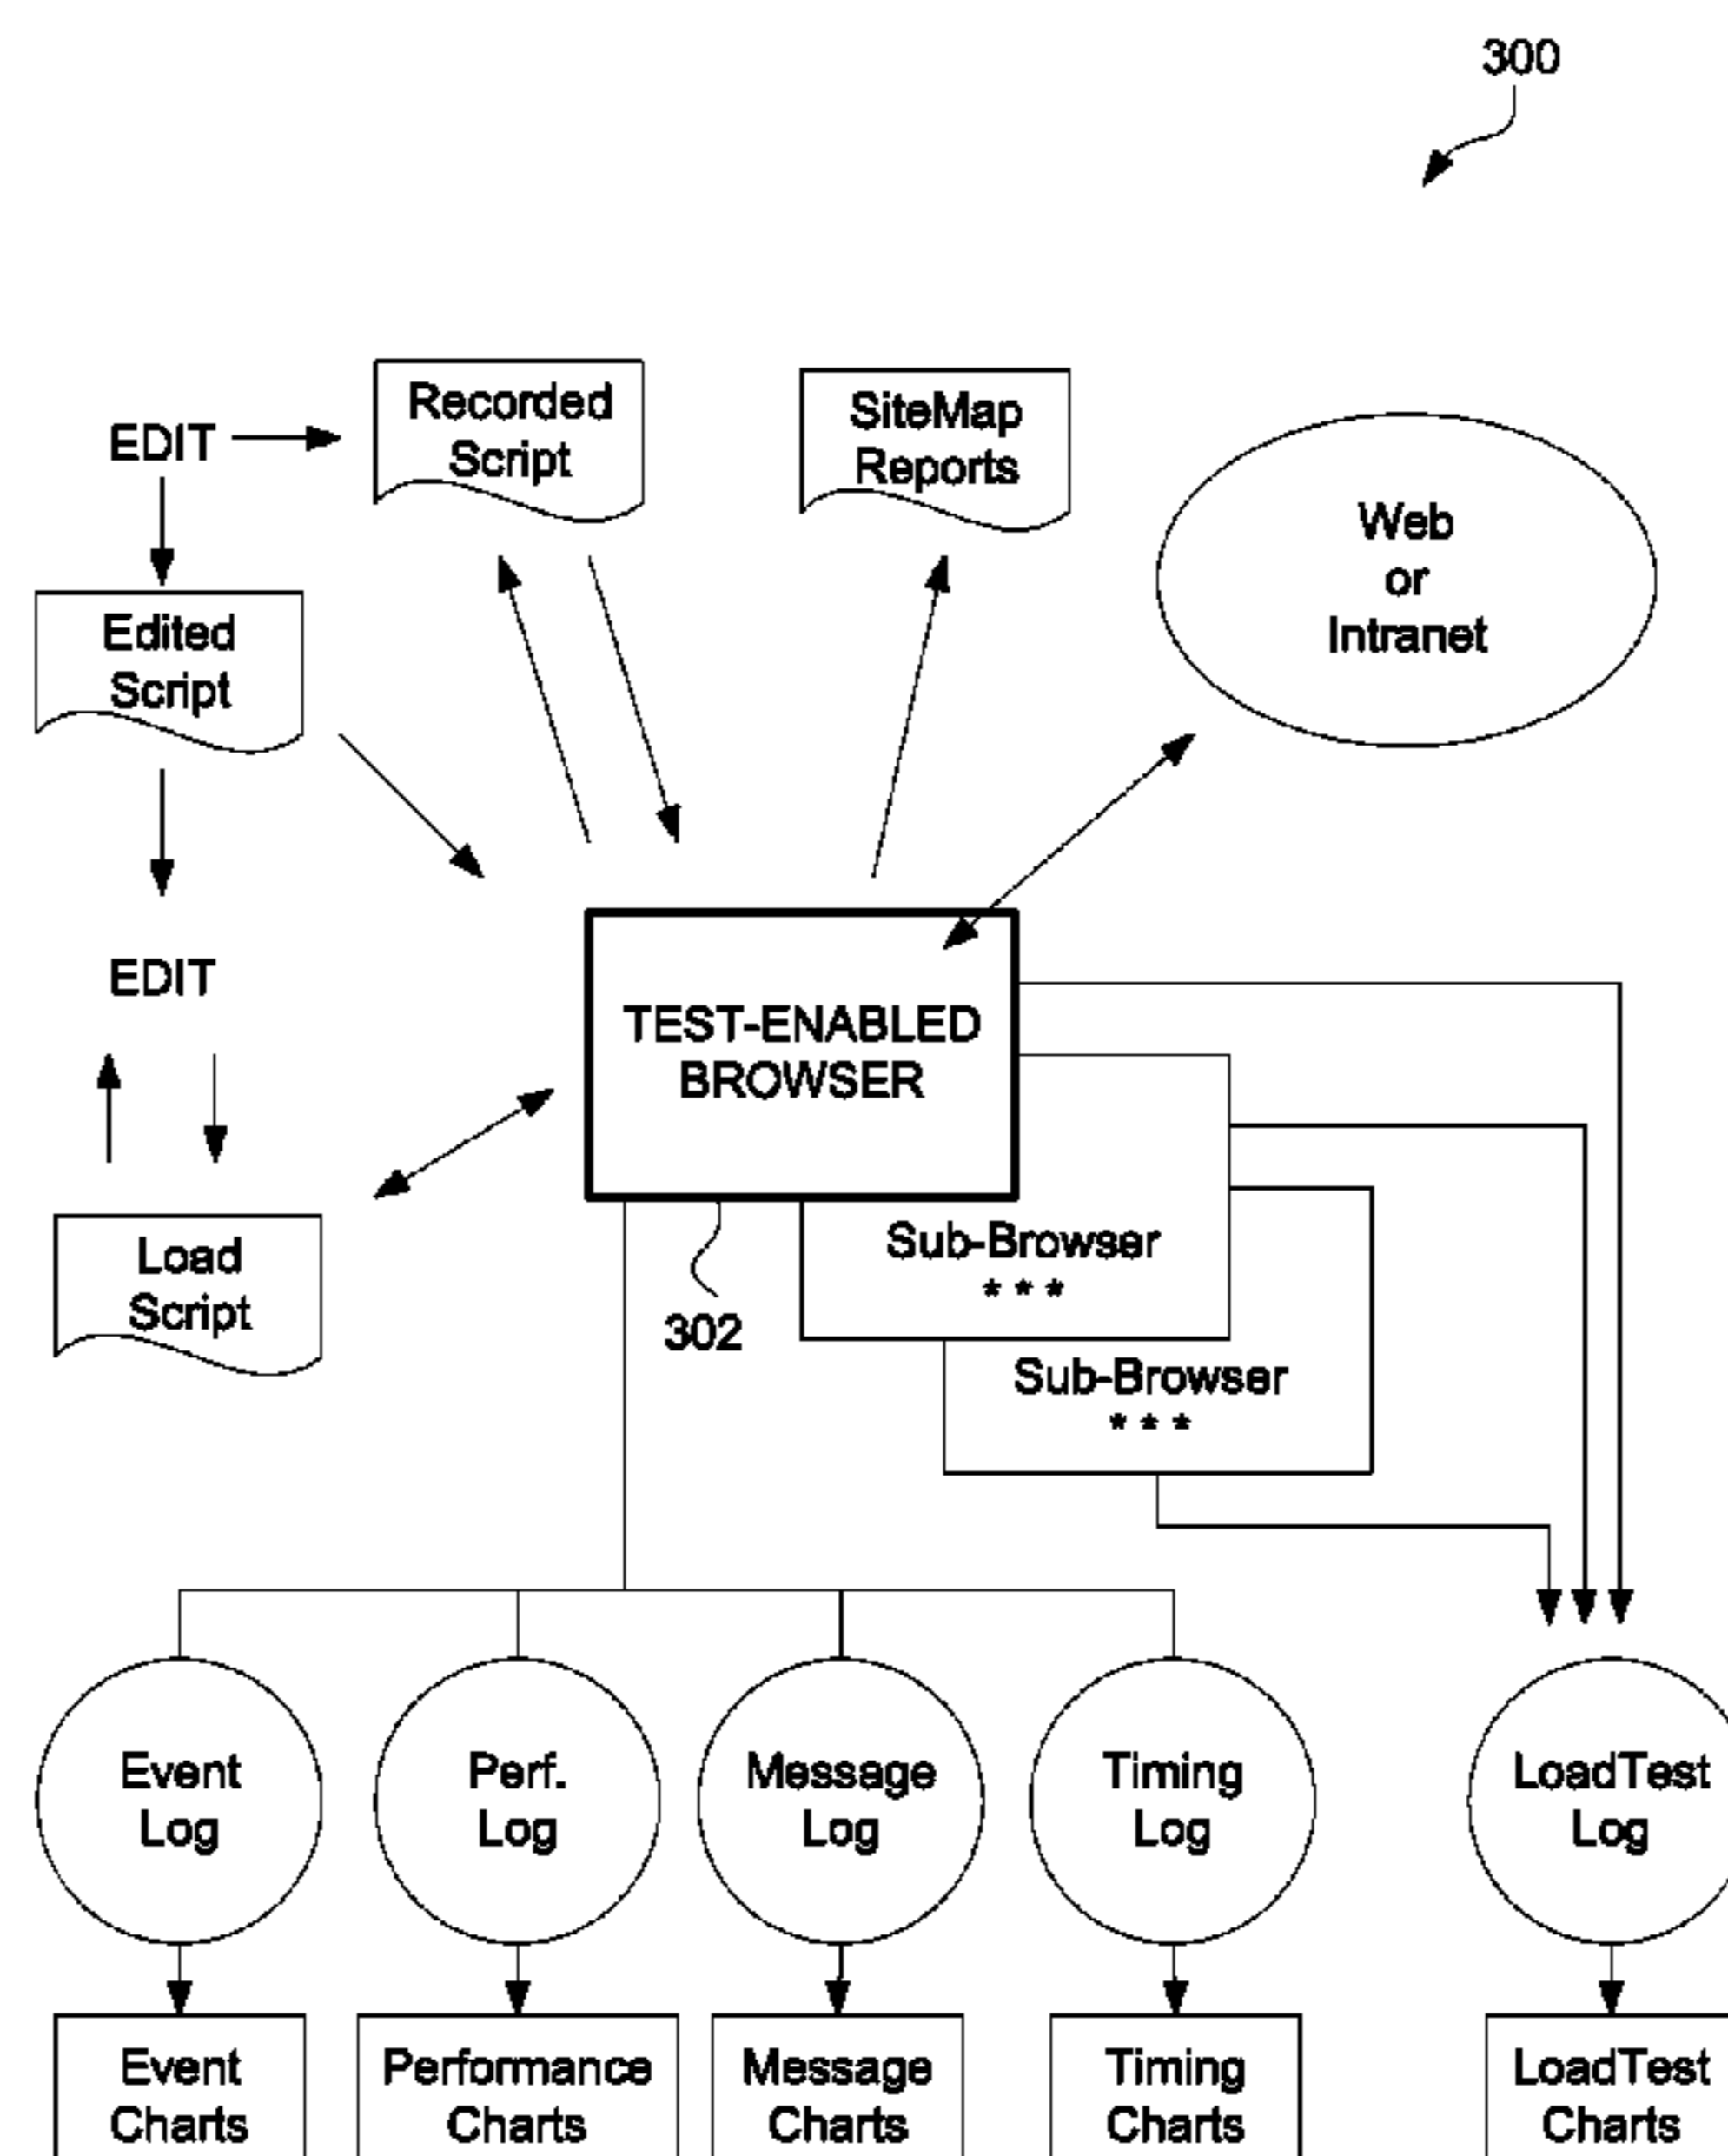 300
EDIT
Recorded
Script
SiteMap
Reports
Web
or
Intranet
Edited
Script
EDIT
TEST-ENABLED
BROWSER
Load
Script
Sub-Browser
* * *
302
Sub-Browser
* * *
Event
Log
Perf.
Log
Message
Log
Timing
Log
LoadTest
Log
Event
Charts
Performance
Charts
Message
Charts
Timing
Charts
LoadTest
Charts